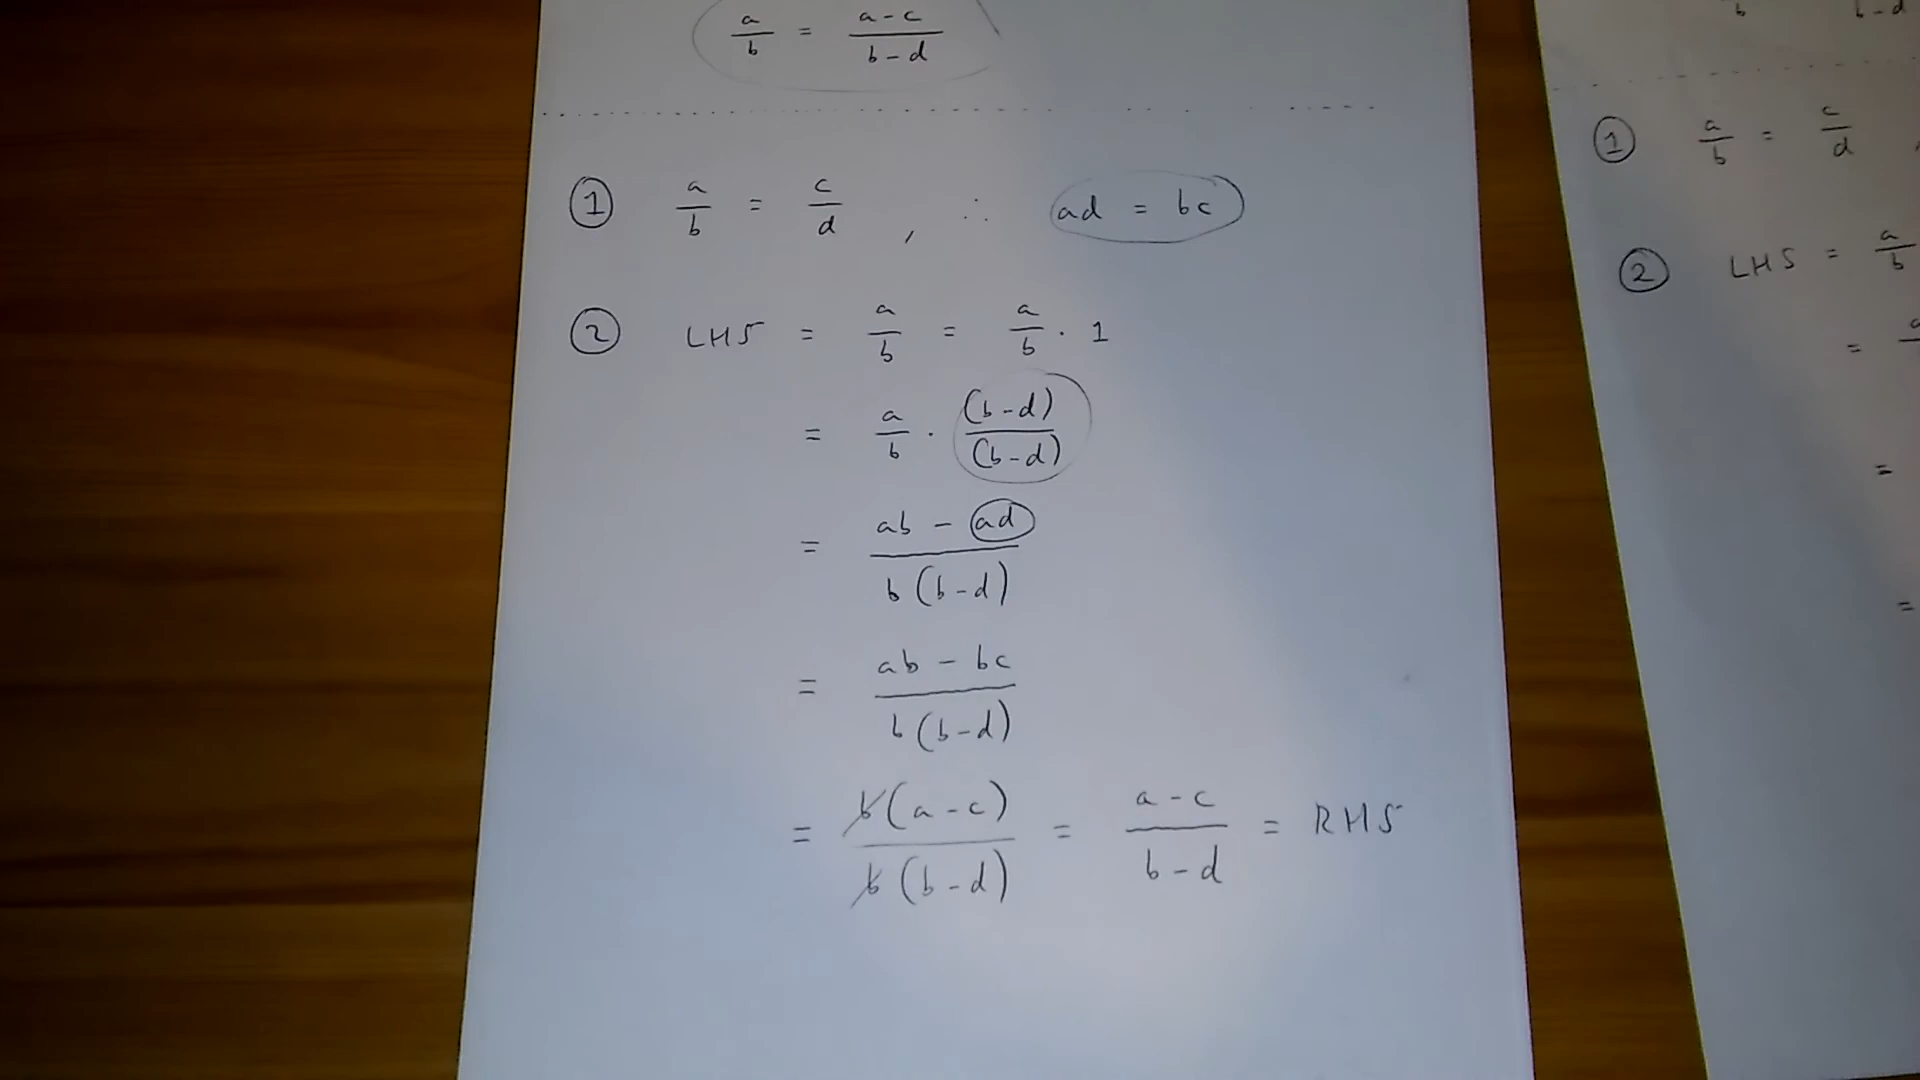 a/b = (a - c)/(b - d)
① a/b = c/d , ∴ ad = bc
② LHS = a/b = a/b · 1
= a/b · (b-d)/(b-d)
= (ab - ad)/(b(b-d))
= (ab - bc)/(b(b-d))
= b(a-c)/(b(b-d)) = (a-c)/(b-d) = RHS
b b-d
① a/b = c/d
② LHS = a/b
=
=
=